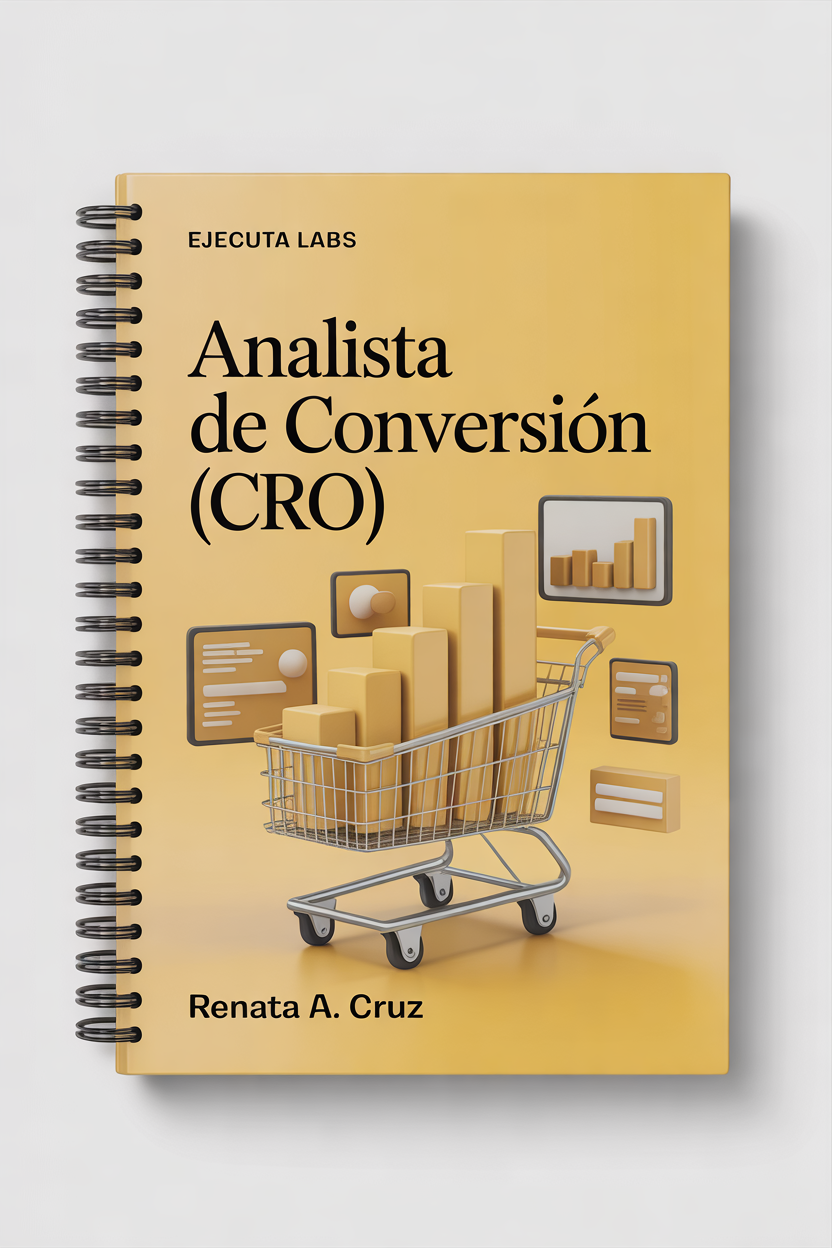 EJECUTA LABS
Analista
de Conversión
(CRO)
Renata A. Cruz